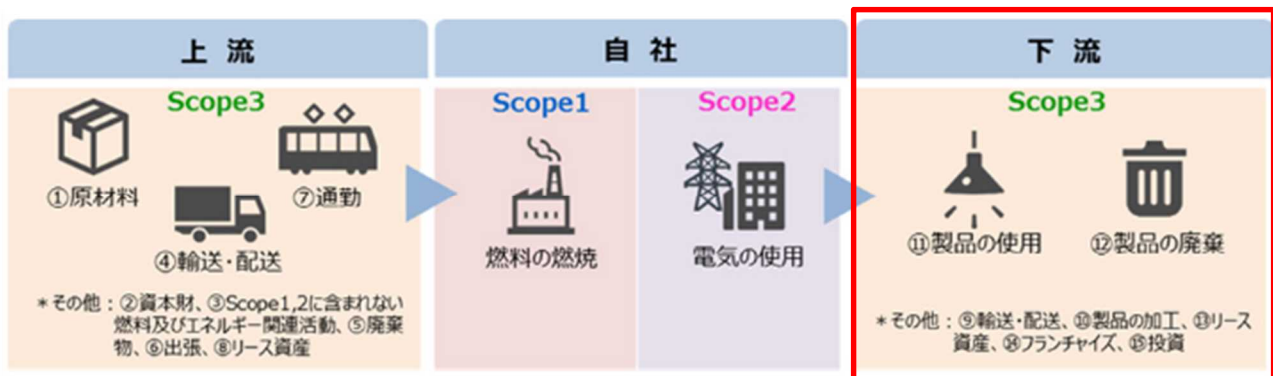 上 流
Scope3
①原材料
⑦通勤
④輸送・配送
＊その他：②資本財、③Scope1,2に含まれない
燃料及びエネルギー関連活動、⑤廃棄
物、⑥出張、⑧リース資産
自 社
Scope1
燃料の燃焼
Scope2
電気の使用
下 流
Scope3
⑪製品の使用
⑫製品の廃棄
＊その他：⑨輸送・配送、⑩製品の加工、⑬リース
資産、⑭フランチャイズ、⑮投資